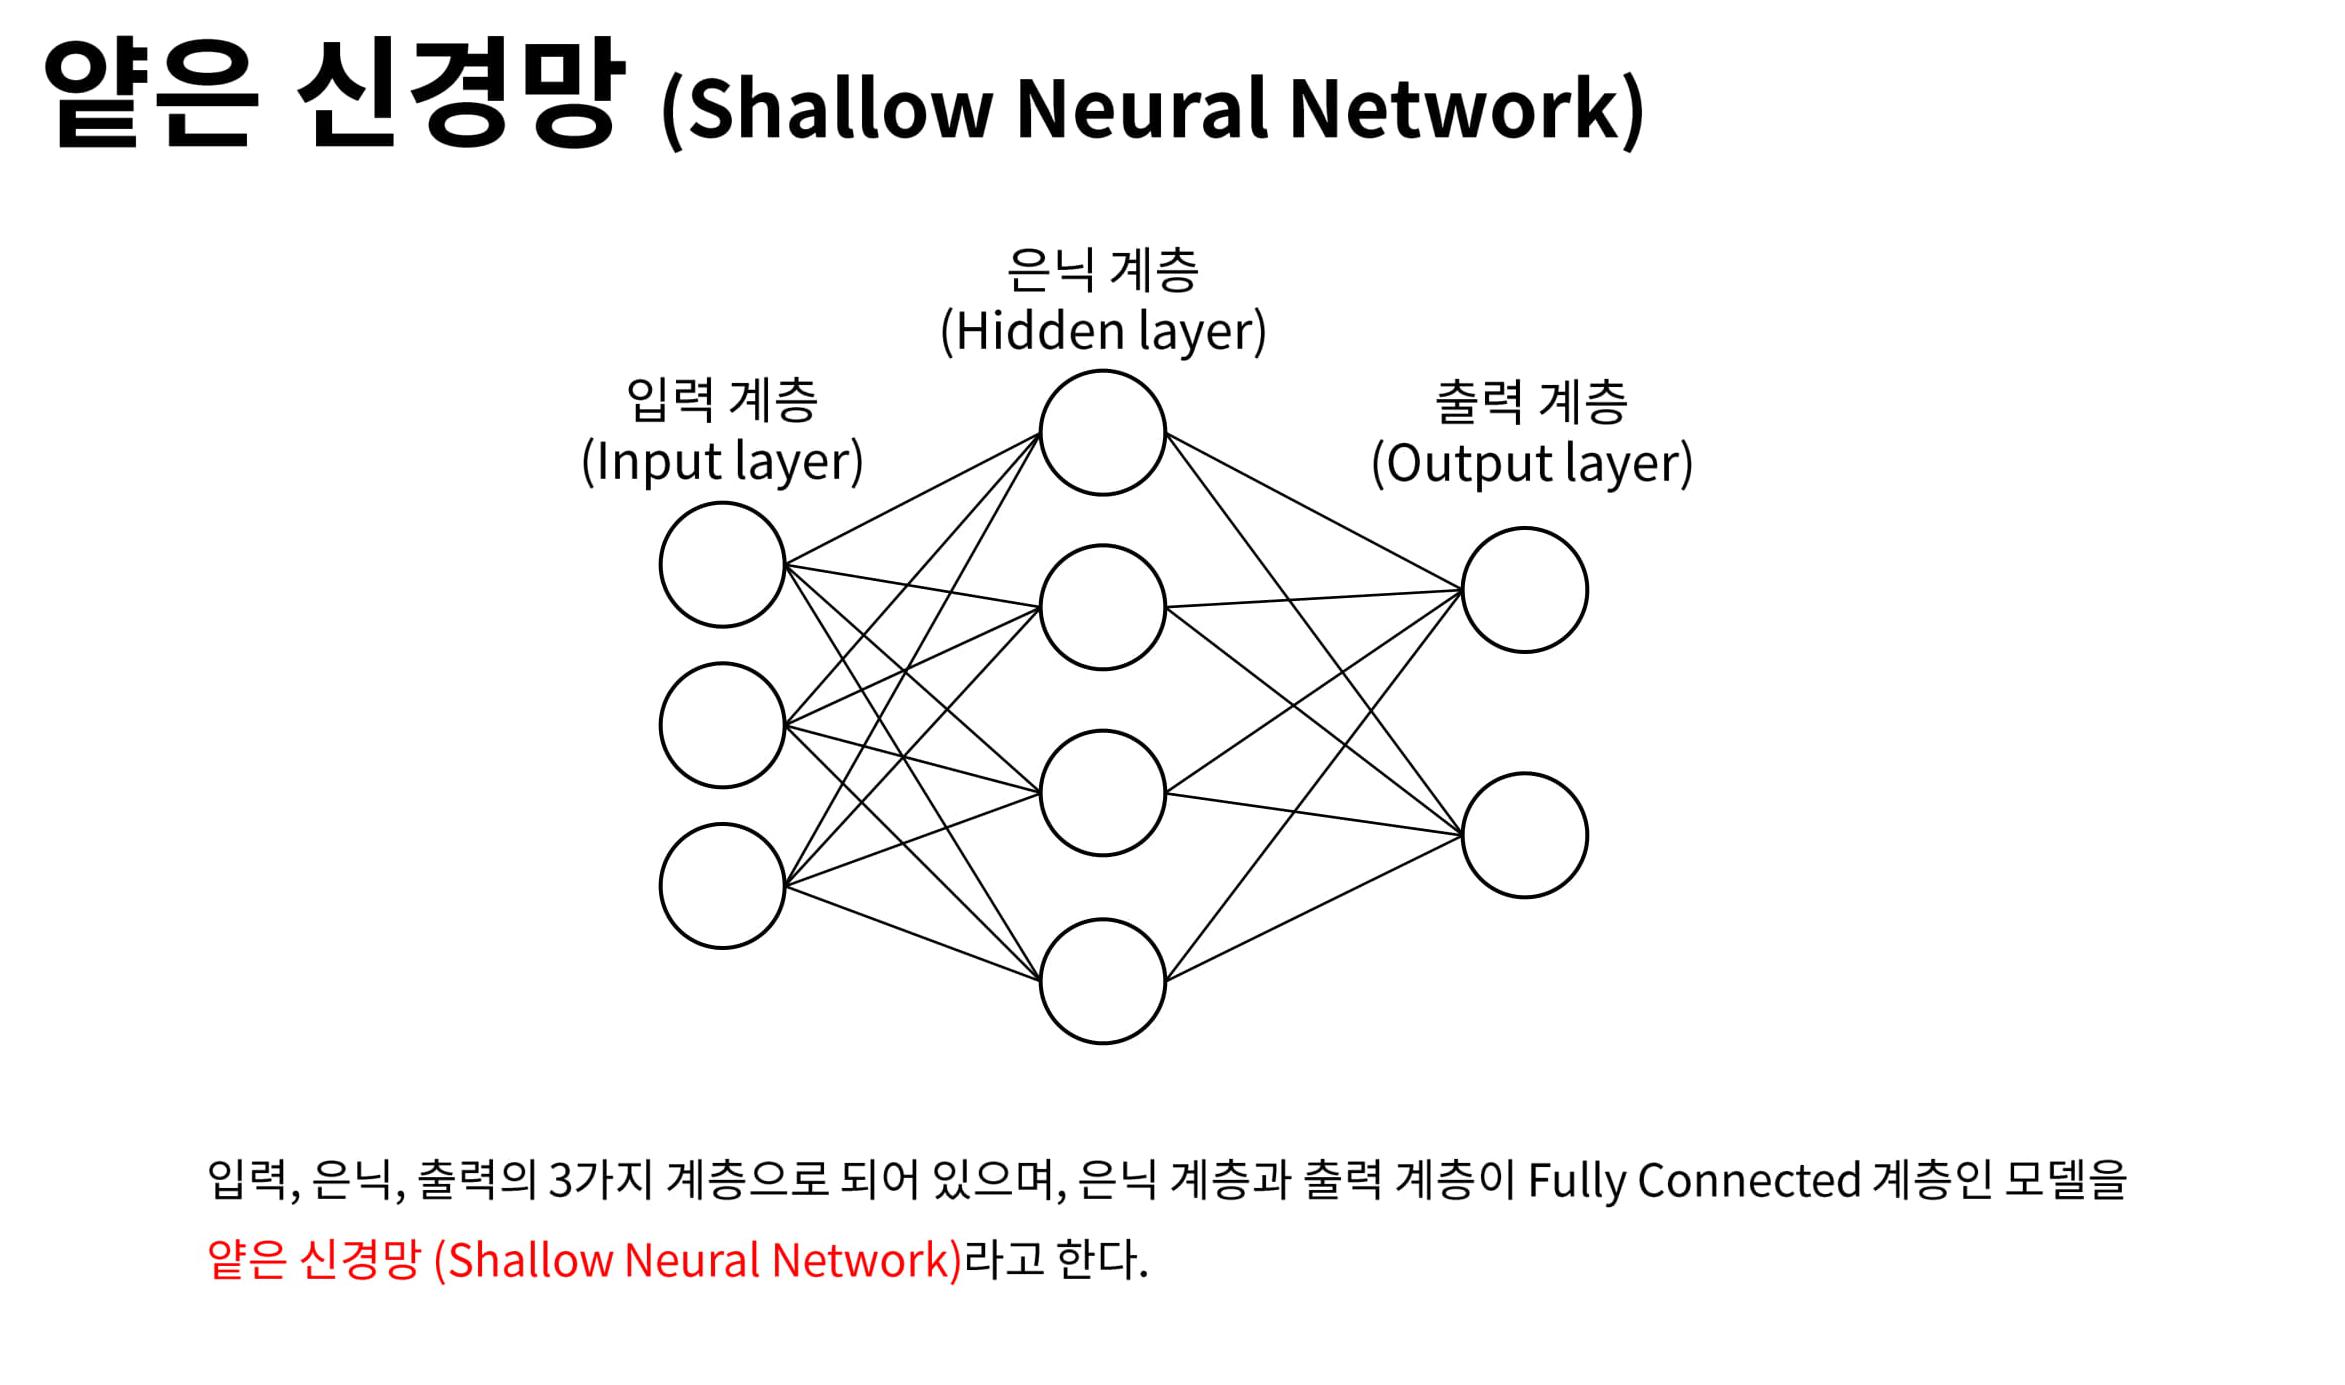 얕은 신경망 (Shallow Neural Network)
은닉 계층
(Hidden layer)
입력 계층
(Input layer)
출력 계층
(Output layer)
입력, 은닉, 출력의 3가지 계층으로 되어 있으며, 은닉 계층과 출력 계층이 Fully Connected 계층인 모델을
얕은 신경망 (Shallow Neural Network)라고 한다.